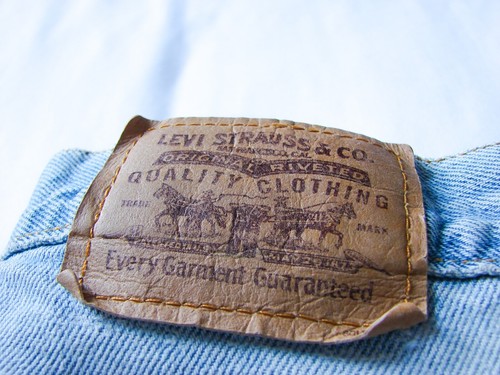 LEVI STRAUSS & CO.
ORIGINAL RIVETED
QUALITY CLOTHING
TRADE MARK
Every Garment Guaranteed